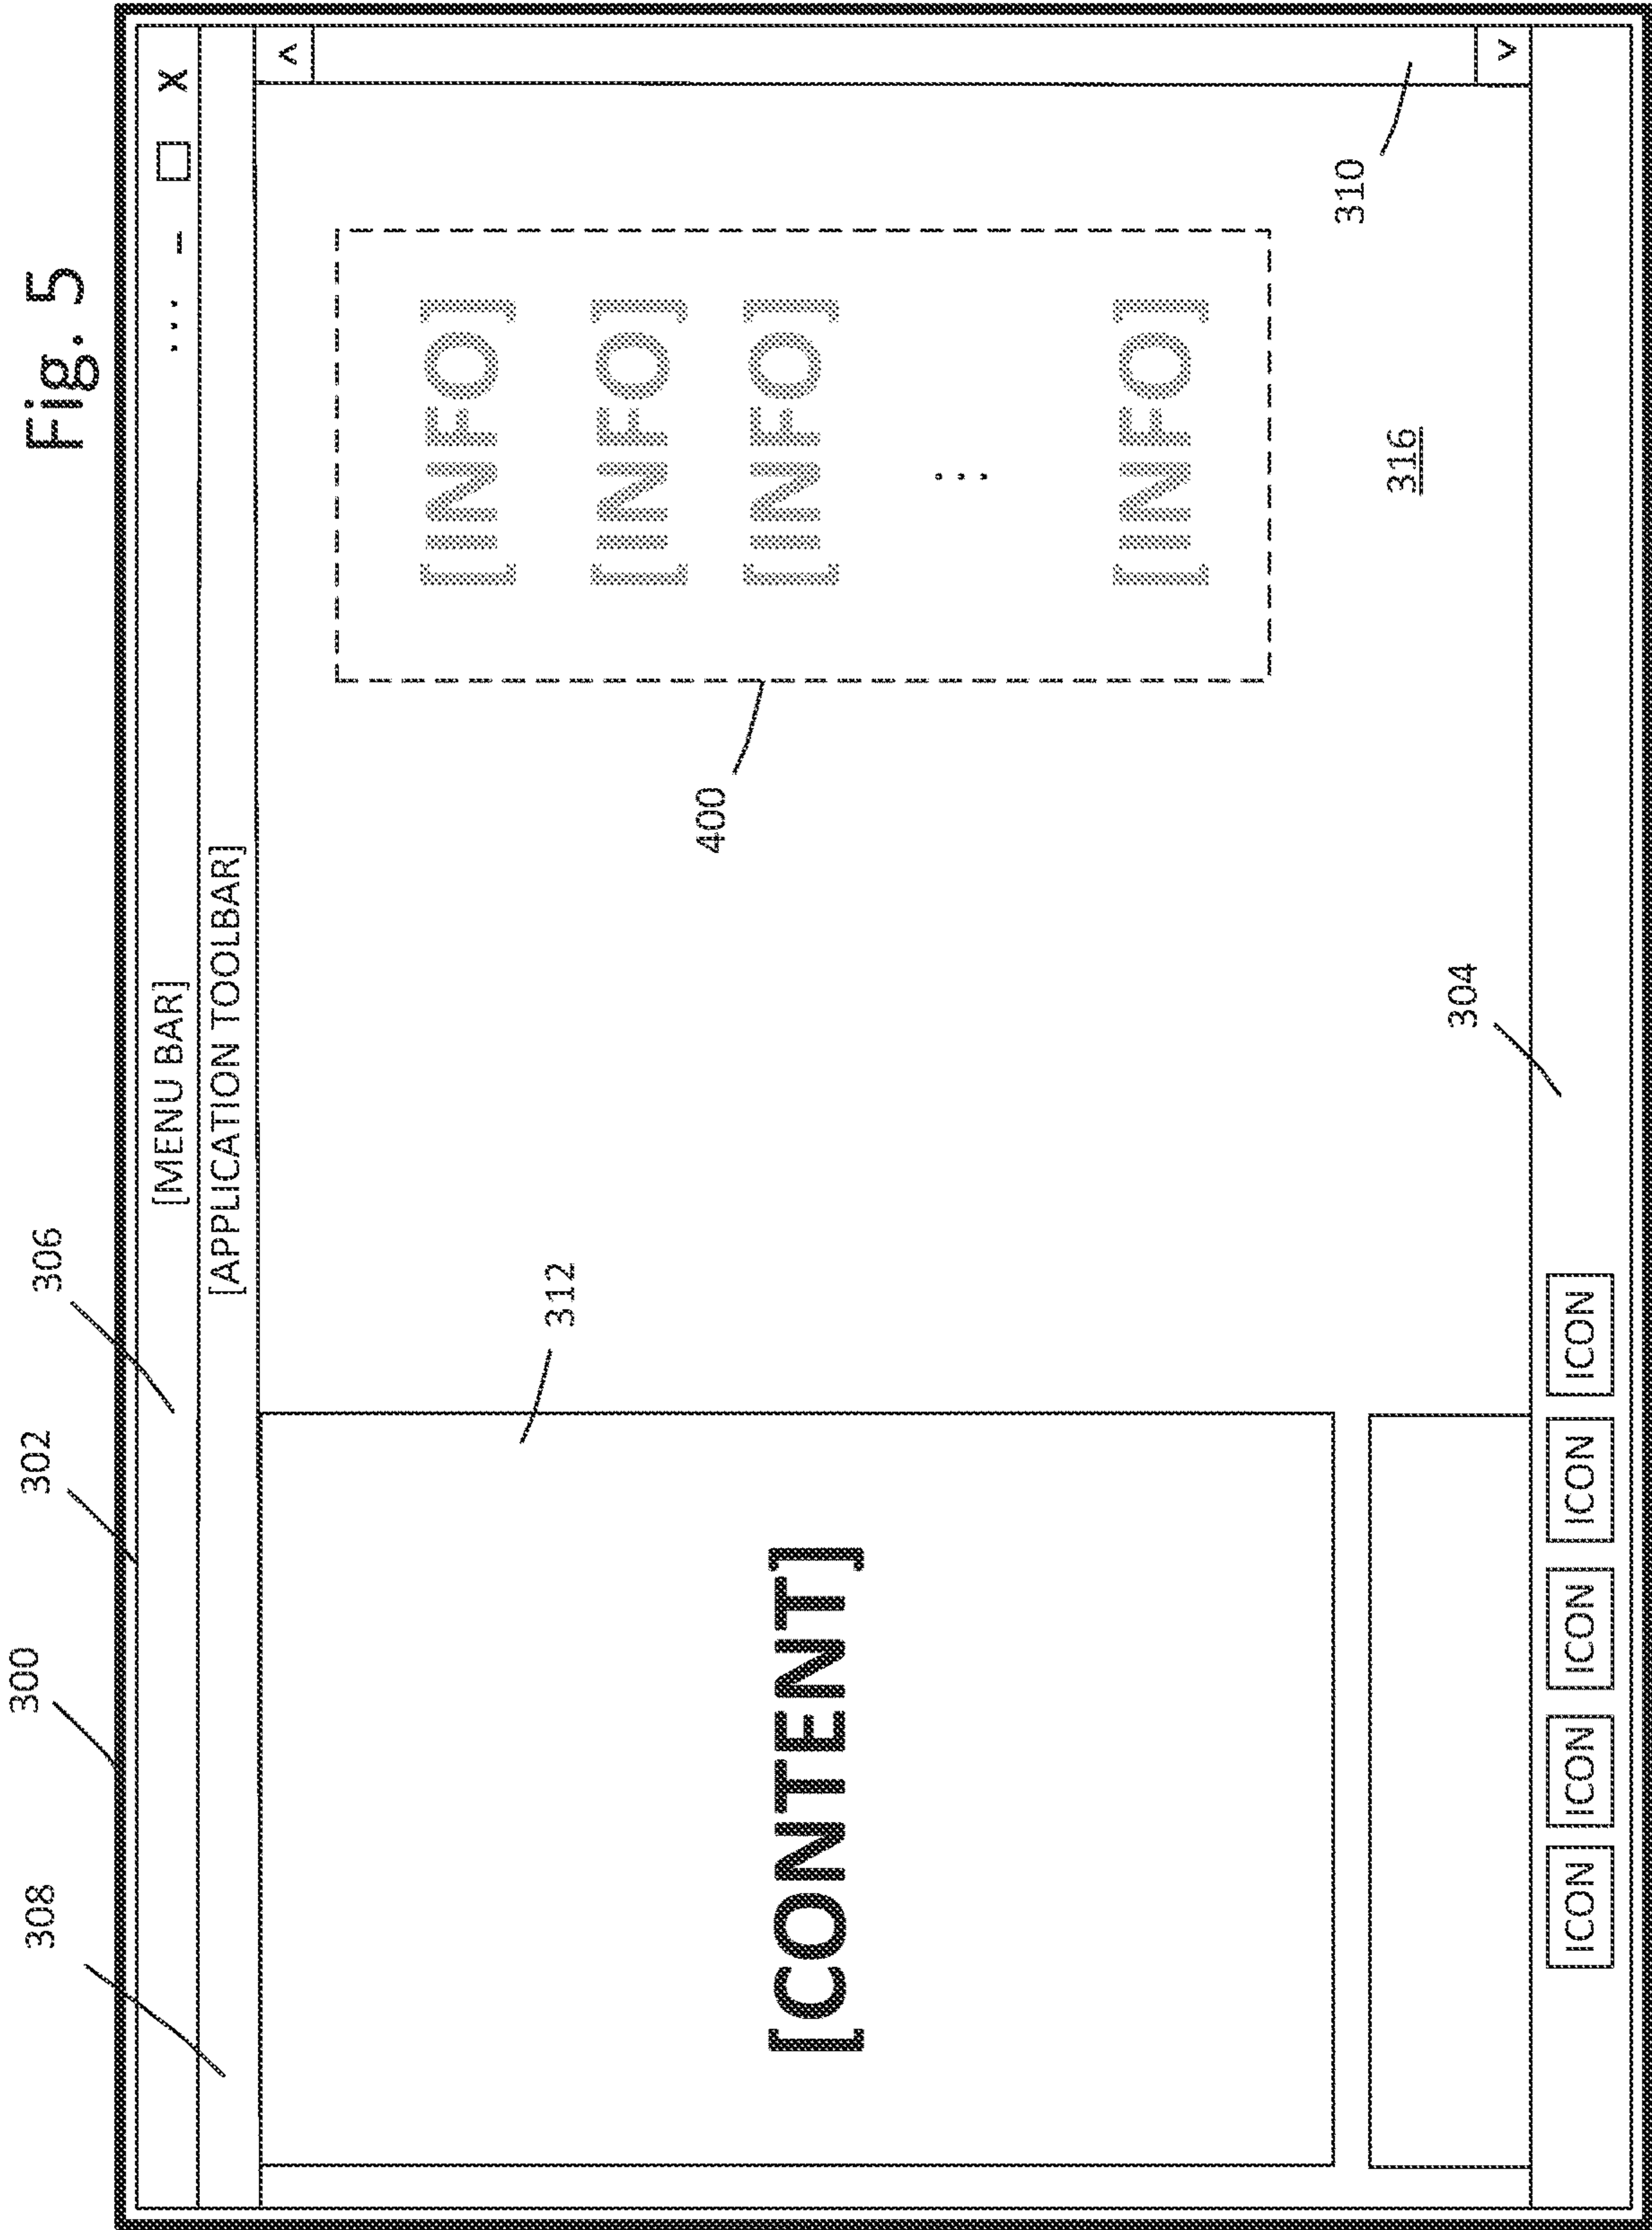 Fig. 5
308
300
302
306
[MENU BAR]
... – □ X
[APPLICATION TOOLBAR]
312
[CONTENT]
400
[INFO]
[INFO]
[INFO]
⋮
[INFO]
316
310
304
ICON ICON ICON ICON ICON